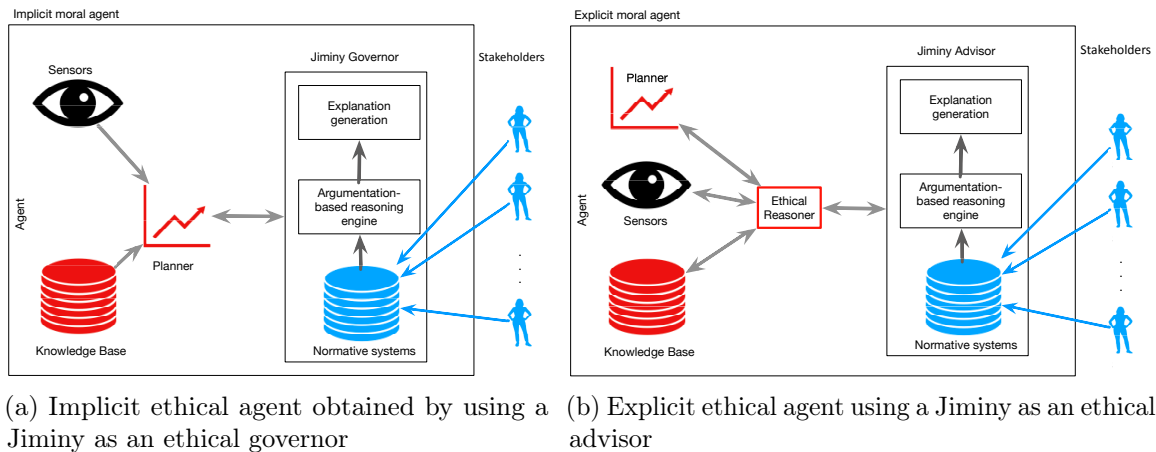 Implicit moral agent
Sensors
Agent
Planner
Knowledge Base
Jiminy Governor
Explanation
generation
Argumentation-
based reasoning
engine
Normative systems
Stakeholders
.
.
.
(a) Implicit ethical agent obtained by using a
Jiminy as an ethical governor
Explicit moral agent
Planner
Sensors
Agent
Knowledge Base
Ethical
Reasoner
Jiminy Advisor
Explanation
generation
Argumentation-
based reasoning
engine
Normative systems
Stakeholders
.
.
.
(b) Explicit ethical agent using a Jiminy as an ethical
advisor